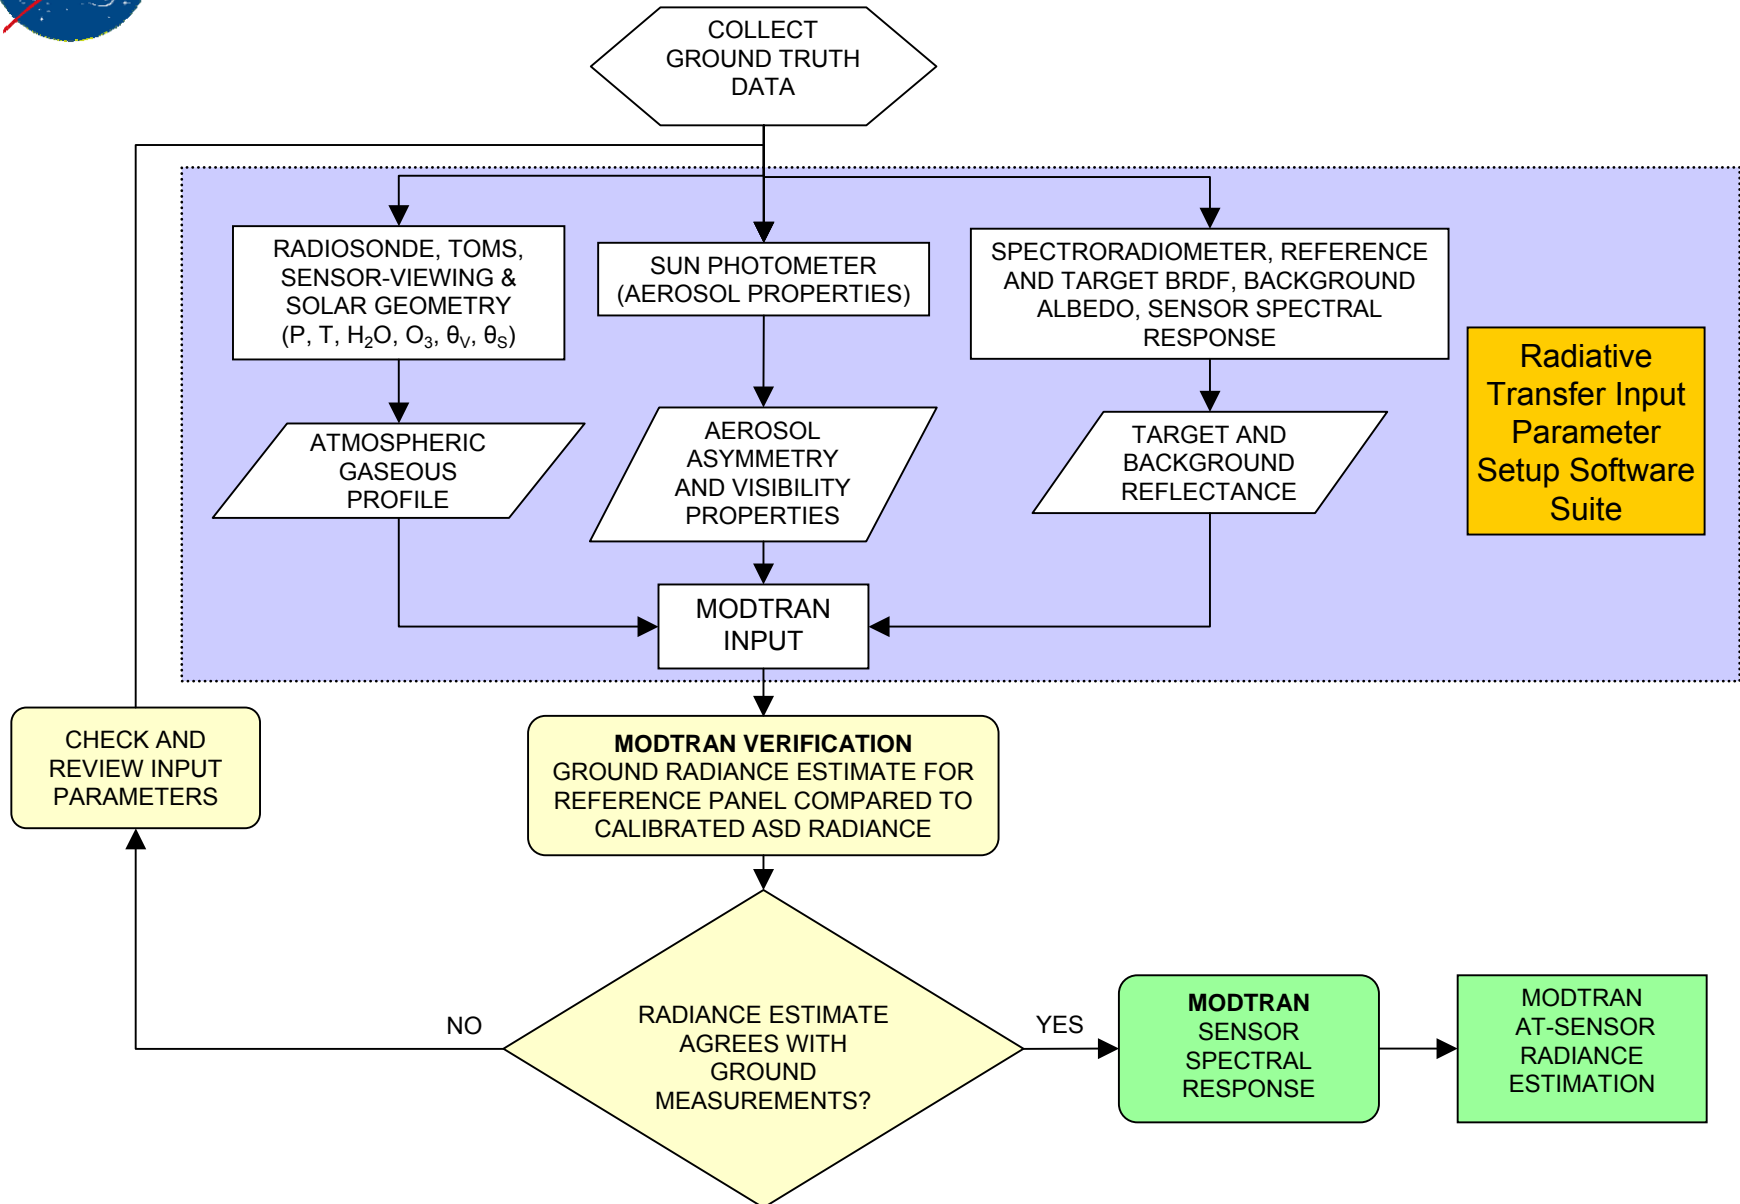 COLLECT
GROUND TRUTH
DATA
RADIOSONDE, TOMS,
SENSOR-VIEWING &
SOLAR GEOMETRY
(P, T, H₂O, O₃, θᵥ, θₛ)
SUN PHOTOMETER
(AEROSOL PROPERTIES)
SPECTRORADIOMETER, REFERENCE
AND TARGET BRDF, BACKGROUND
ALBEDO, SENSOR SPECTRAL
RESPONSE
Radiative
Transfer Input
Parameter
Setup Software
Suite
ATMOSPHERIC
GASEOUS
PROFILE
AEROSOL
ASYMMETRY
AND VISIBILITY
PROPERTIES
TARGET AND
BACKGROUND
REFLECTANCE
MODTRAN
INPUT
CHECK AND
REVIEW INPUT
PARAMETERS
MODTRAN VERIFICATION
GROUND RADIANCE ESTIMATE FOR
REFERENCE PANEL COMPARED TO
CALIBRATED ASD RADIANCE
NO
RADIANCE ESTIMATE
AGREES WITH
GROUND
MEASUREMENTS?
YES
MODTRAN
SENSOR
SPECTRAL
RESPONSE
MODTRAN
AT-SENSOR
RADIANCE
ESTIMATION